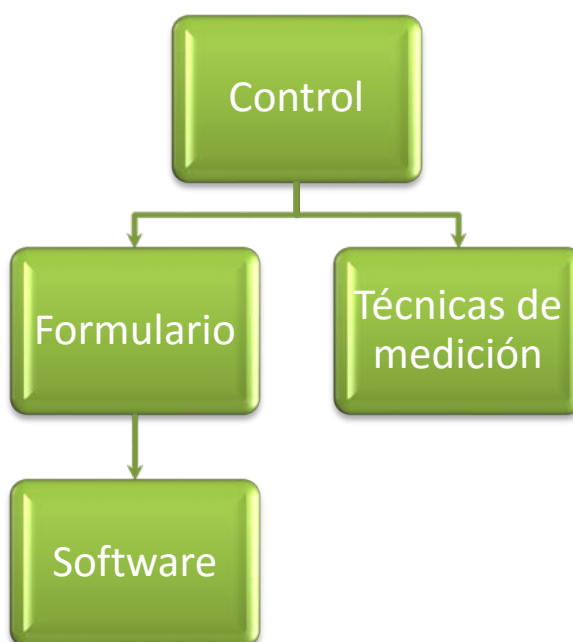 Control
Formulario
Técnicas de
medición
Software